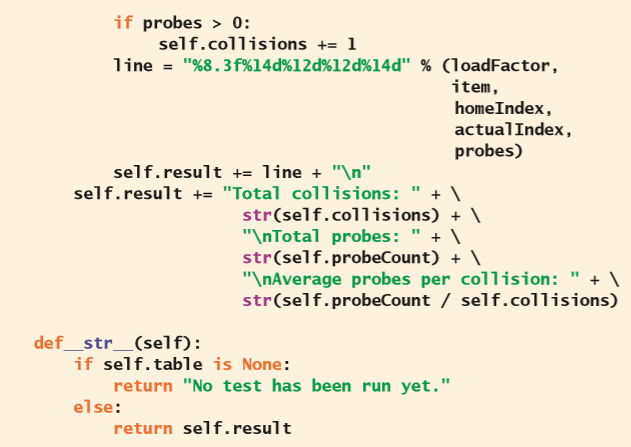 if probes > 0:
self.collisions += 1
line = "%8.3f%14d%12d%12d%14d" % (loadFactor,
item,
homeIndex,
actualIndex,
probes)
self.result += line + "\n"
self.result += "Total collisions: " + \
str(self.collisions) + \
"\nTotal probes: " + \
str(self.probeCount) + \
"\nAverage probes per collision: " + \
str(self.probeCount / self.collisions)
def__str__(self):
if self.table is None:
return "No test has been run yet."
else:
return self.result